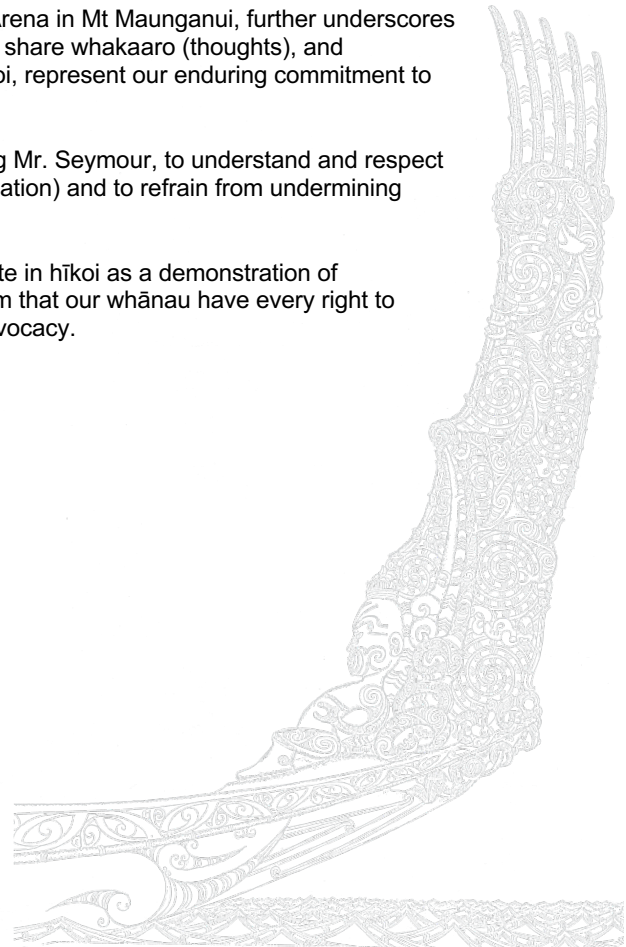 Arena in Mt Maunganui, further underscores
share whakaaro (thoughts), and
oi, represent our enduring commitment to
g Mr. Seymour, to understand and respect
ation) and to refrain from undermining
te in hīkoi as a demonstration of
m that our whānau have every right to
vocacy.